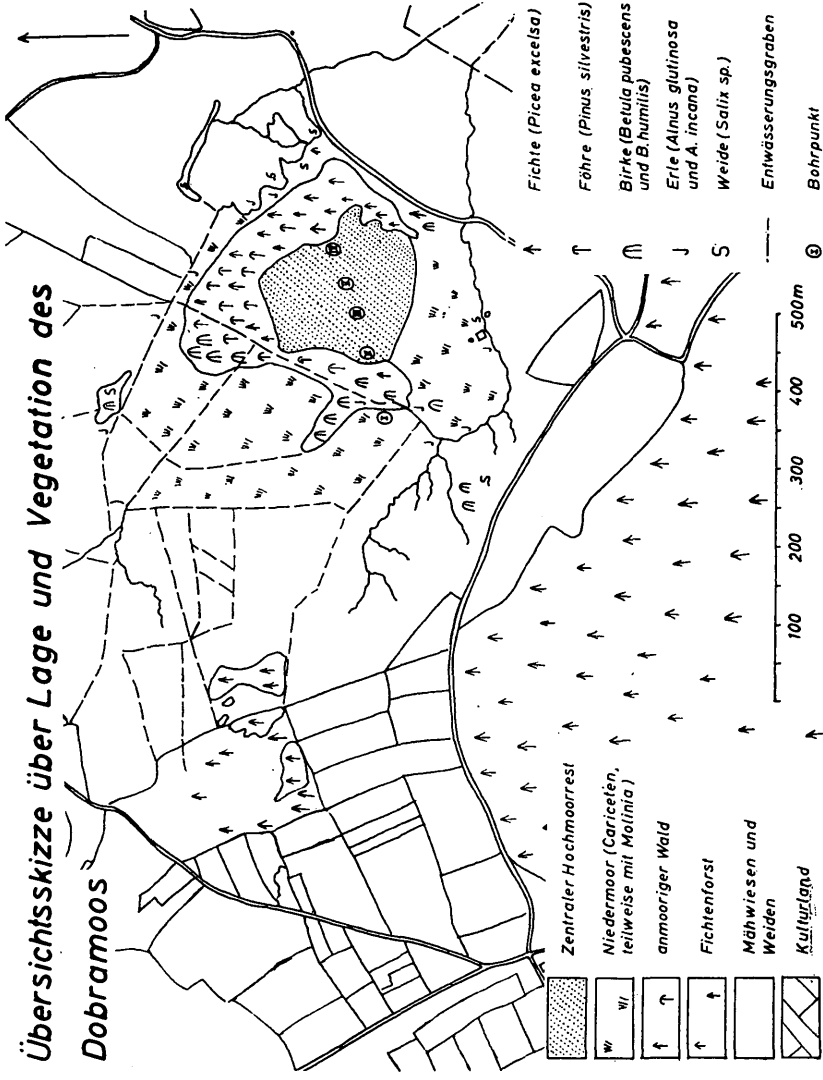 Übersichtsskizze über Lage und Vegetation des
Dobramoos
Zentraler Hochmoorrest
Niedermoor (Cariceten,
teilweise mit Molinia)
anmooriger Wald
Fichtenforst
Mähwiesen und
Weiden
Kulturland
100
200
300
400
500m
Fichte (Picea excelsa)
Föhre (Pinus silvestris)
Birke (Betula pubescens
und B. humilis)
Erle (Alnus glutinosa
und A. incana)
Weide (Salix sp.)
Entwässerungsgraben
Bohrpunkt